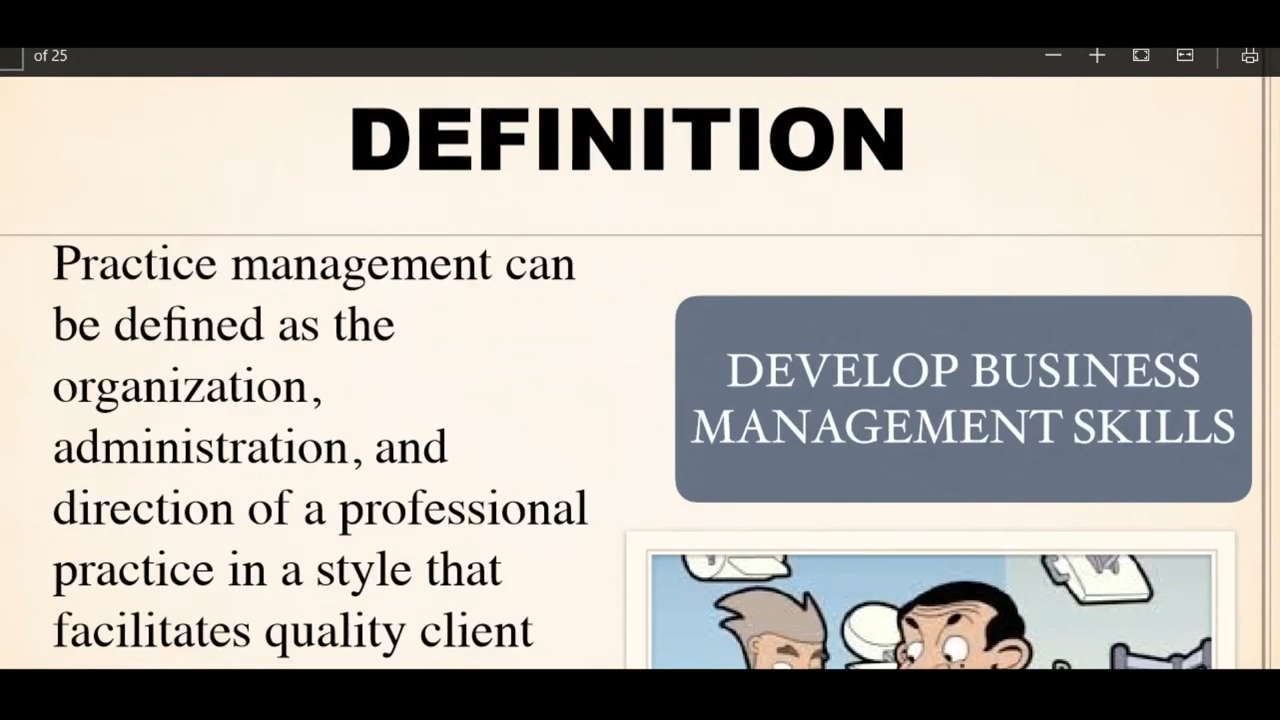 of 25
DEFINITION
Practice management can
be defined as the
organization,
administration, and
direction of a professional
practice in a style that
facilitates quality client
DEVELOP BUSINESS
MANAGEMENT SKILLS